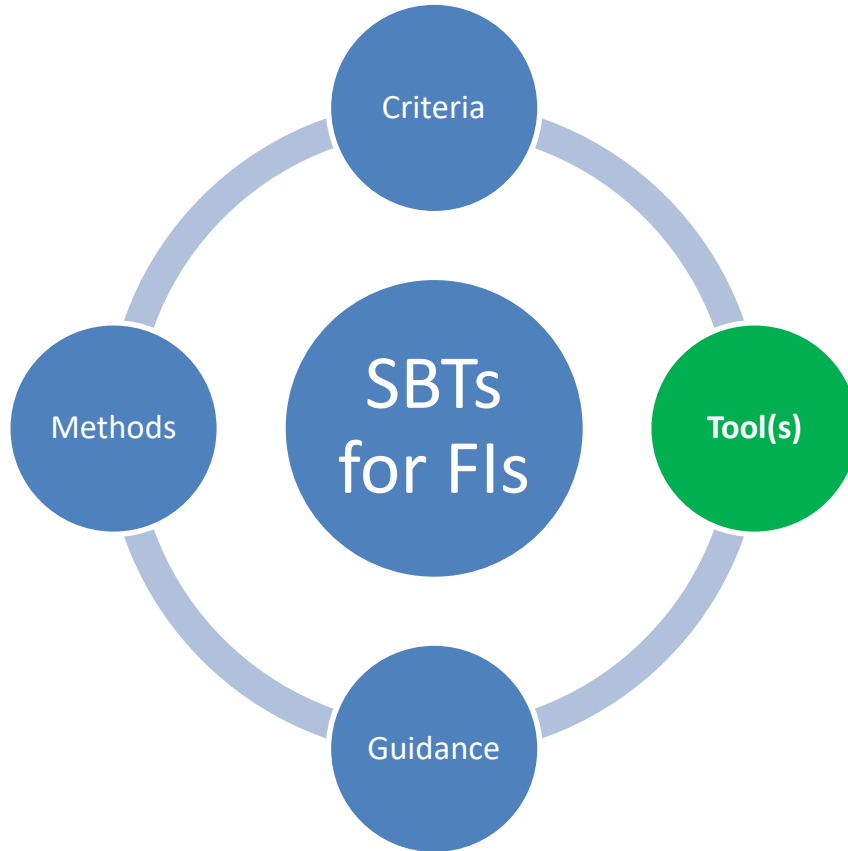 Criteria
SBTs
for FIs
Methods
Tool(s)
Guidance